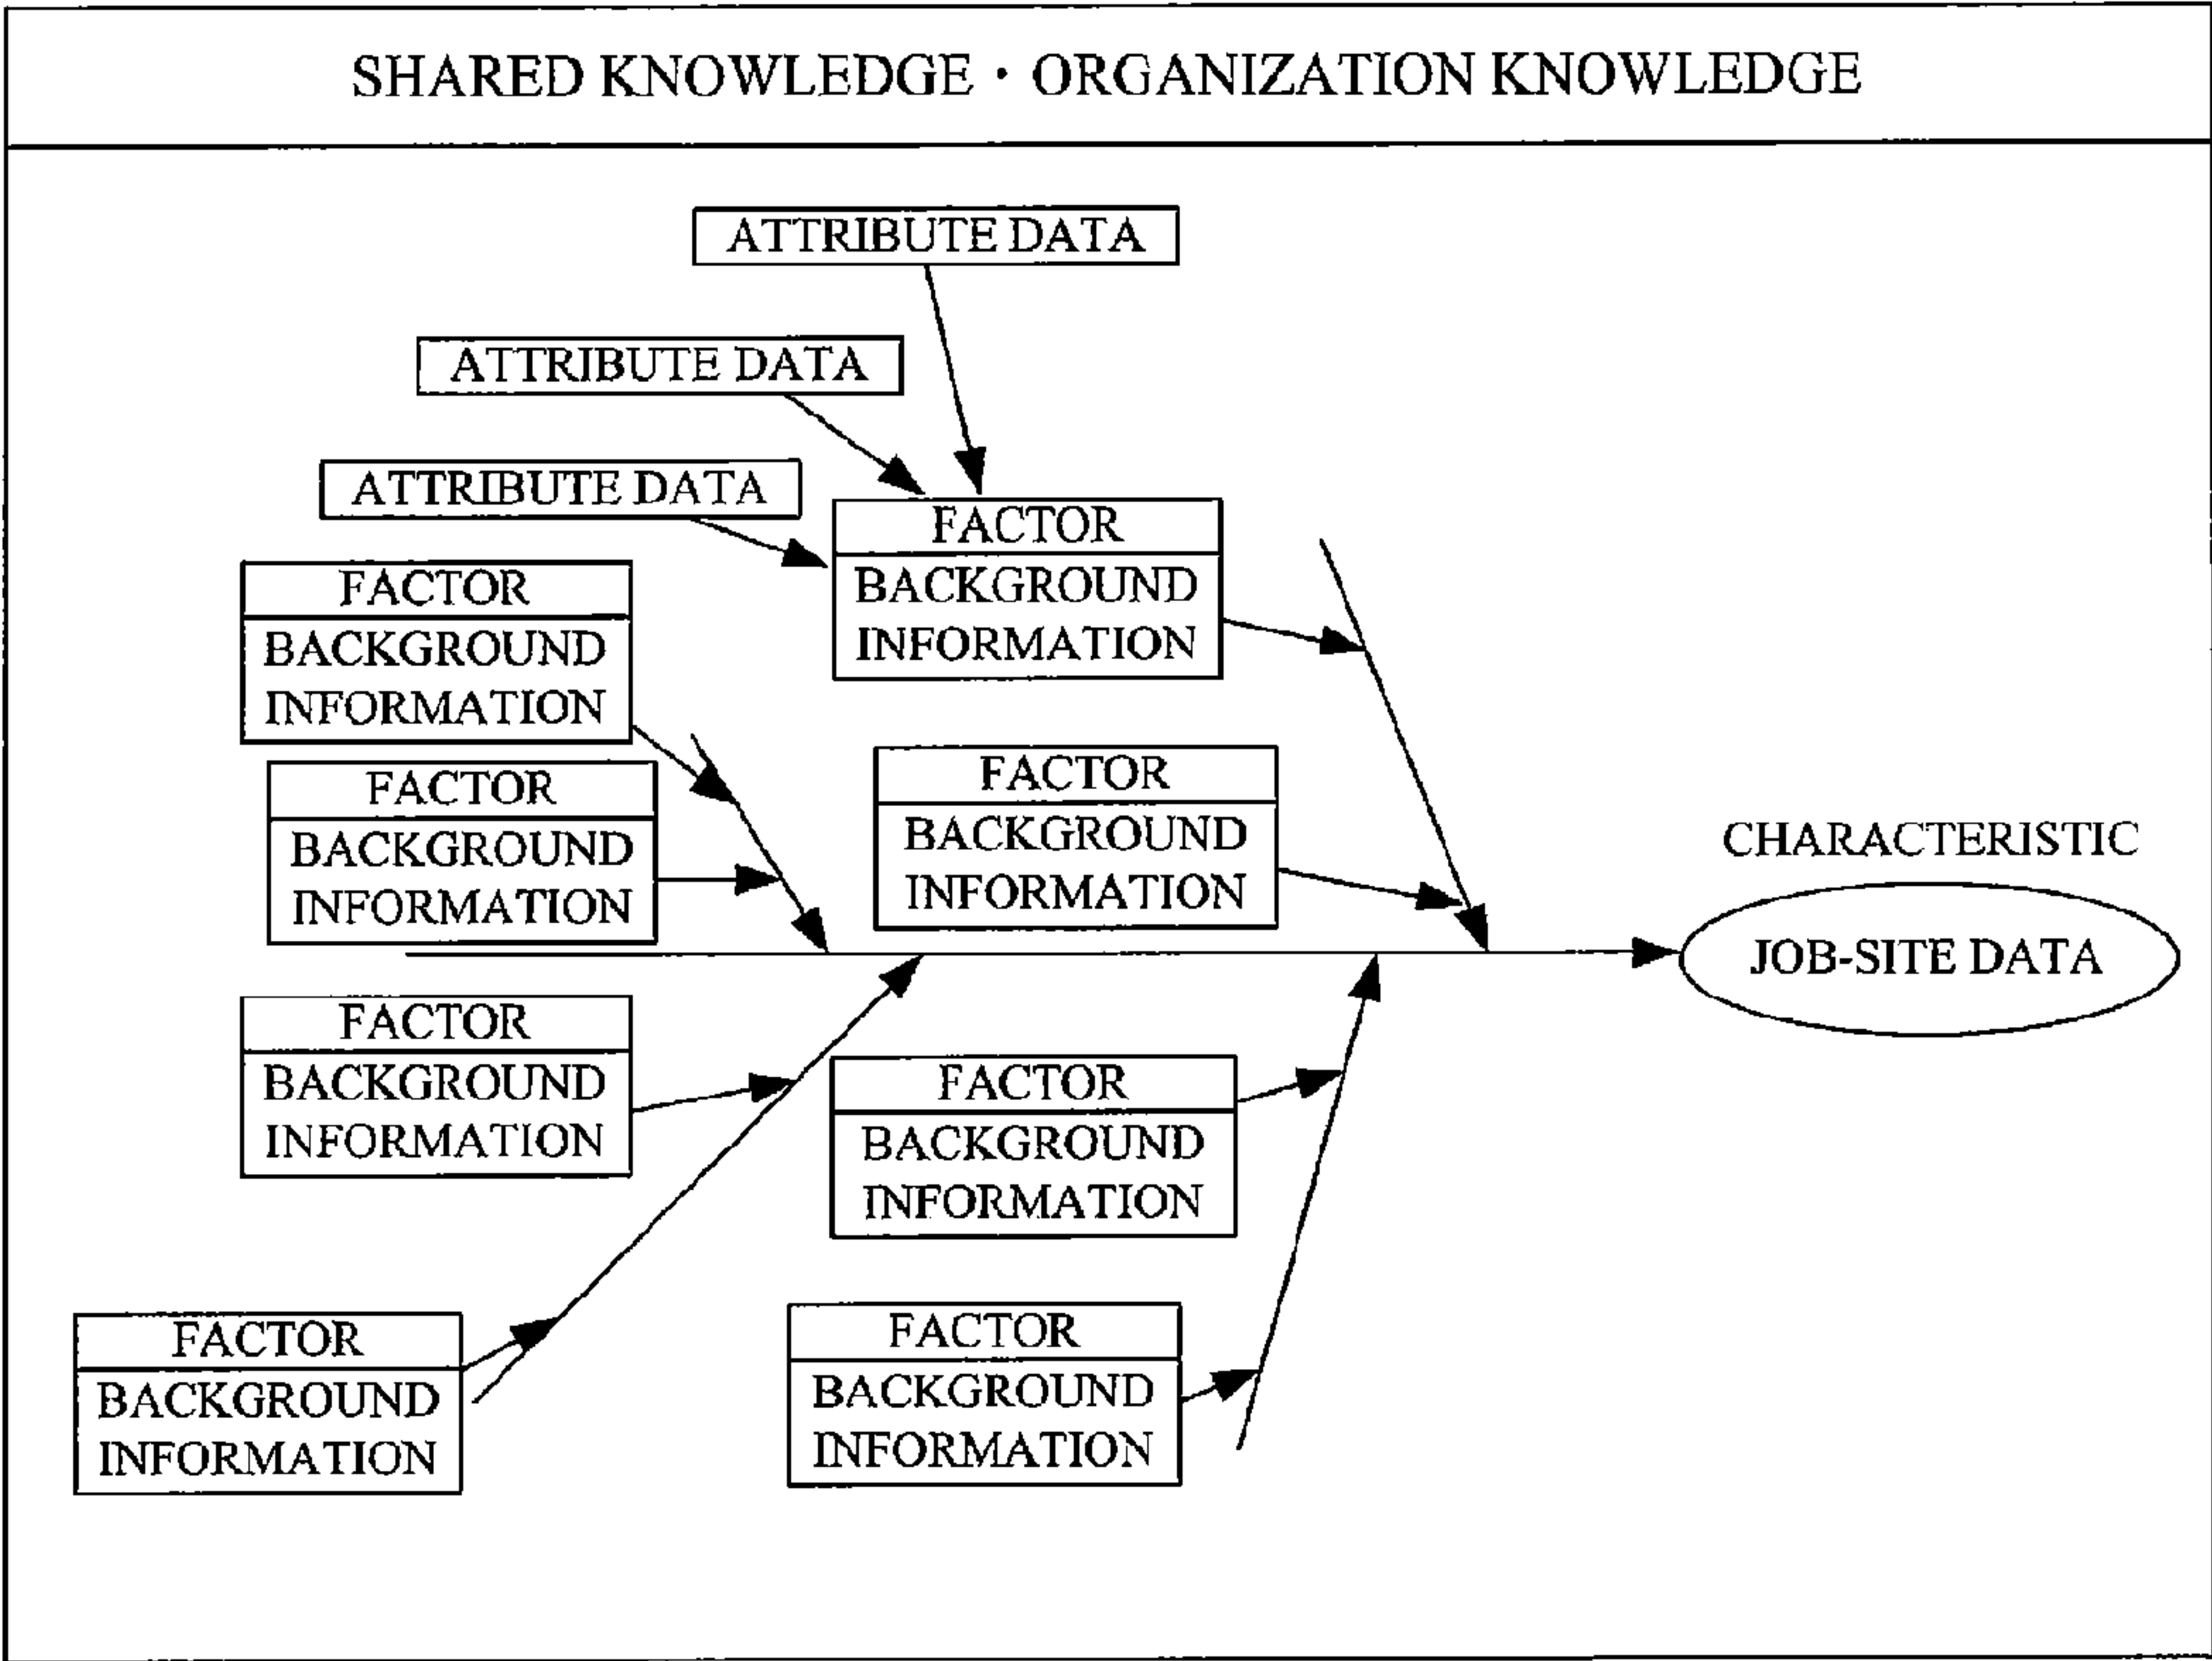 SHARED KNOWLEDGE・ORGANIZATION KNOWLEDGE
ATTRIBUTE DATA
ATTRIBUTE DATA
ATTRIBUTE DATA
FACTOR
BACKGROUND
INFORMATION
FACTOR
BACKGROUND
INFORMATION
FACTOR
BACKGROUND
INFORMATION
FACTOR
BACKGROUND
INFORMATION
CHARACTERISTIC
JOB-SITE DATA
FACTOR
BACKGROUND
INFORMATION
FACTOR
BACKGROUND
INFORMATION
FACTOR
BACKGROUND
INFORMATION
FACTOR
BACKGROUND
INFORMATION